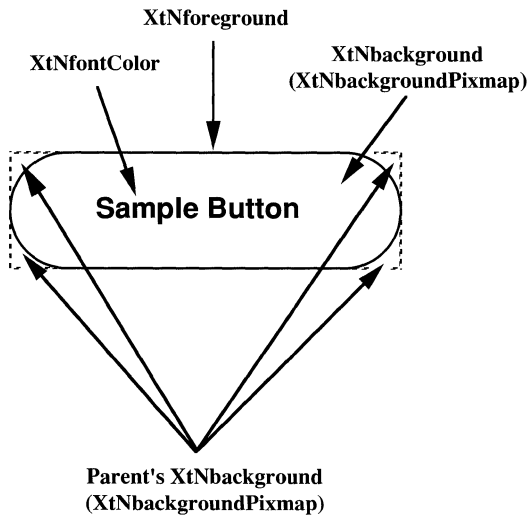 XtNforeground
XtNfontColor
XtNbackground
(XtNbackgroundPixmap)
Sample Button
Parent's XtNbackground
(XtNbackgroundPixmap)